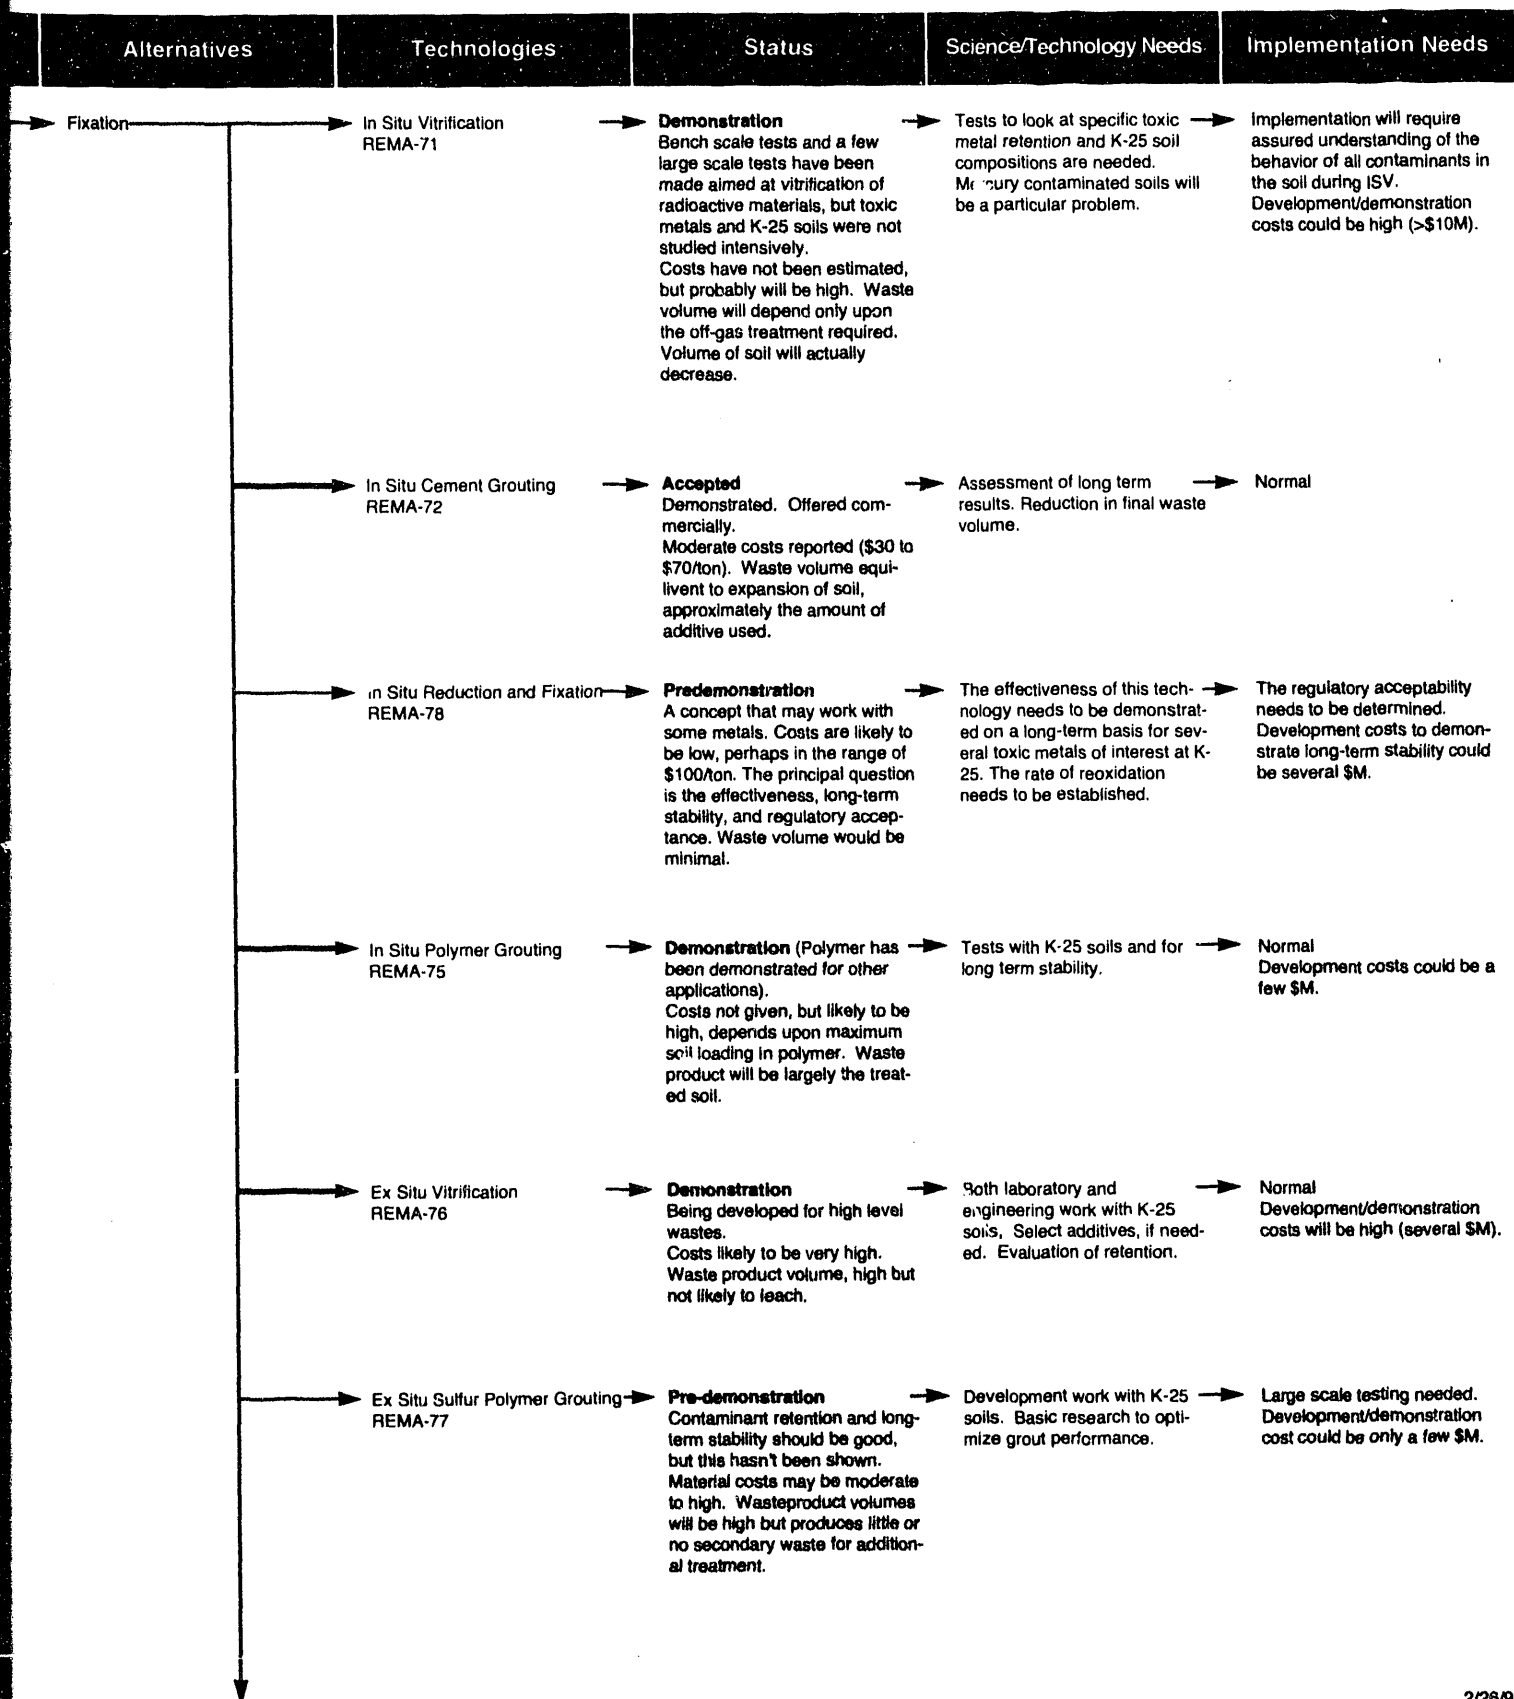 Alternatives
Technologies
Status
Science/Technology Needs
Implementation Needs
Fixation
In Situ Vitrification
REMA-71
Demonstration
Bench scale tests and a few
large scale tests have been
made aimed at vitrification of
radioactive materials, but toxic
metals and K-25 soils were not
studied intensively.
Costs have not been estimated,
but probably will be high. Waste
volume will depend only upon
the off-gas treatment required.
Volume of soil will actually
decrease.
Tests to look at specific toxic
metal retention and K-25 soil
compositions are needed.
contaminated soils will
be a particular problem.
Implementation will require
assured understanding of the
behavior of all contaminants in
the soil during ISV.
Development/demonstration
costs could be high (>$10M).
In Situ Cement Grouting
REMA-72
Accepted
Demonstrated. Offered com-
mercially.
Moderate costs reported ($30 to
$70/ton). Waste volume equi-
livent to expansion of soil,
approximately the amount of
additive used.
Assessment of long term
results. Reduction in final waste
volume.
Normal
In Situ Reduction and Fixation
REMA-78
Predemonstration
A concept that may work with
some metals. Costs are likely to
be low, perhaps in the range of
$100/ton. The principal question
is the effectiveness, long-term
stability, and regulatory accep-
tance. Waste volume would be
minimal.
The effectiveness of this tech-
nology needs to be demonstrat-
ed on a long-term basis for sev-
eral toxic metals of interest at K-
25. The rate of reoxidation
needs to be established.
The regulatory acceptability
needs to be determined.
Development costs to demon-
strate long-term stability could
be several $M.
In Situ Polymer Grouting
REMA-75
Demonstration (Polymer has
been demonstrated for other
applications).
Costs not given, but likely to be
high, depends upon maximum
soil loading in polymer. Waste
product will be largely the treat-
ed soil.
Tests with K-25 soils and for
long term stability.
Normal
Development costs could be a
few $M.
Ex Situ Vitrification
REMA-76
Demonstration
Being developed for high level
wastes.
Costs likely to be very high.
Waste product volume, high but
not likely to leach.
Both laboratory and
engineering work with K-25
soils, Select additives, if need-
ed. Evaluation of retention.
Normal
Development/demonstration
costs will be high (several $M).
Ex Situ Sulfur Polymer Grouting
REMA-77
Pre-demonstration
Contaminant retention and long-
term stability should be good,
but this hasn't been shown.
Material costs may be moderate
to high. Wasteproduct volumes
will be high but produces little or
no secondary waste for addition-
al treatment.
Development work with K-25
soils. Basic research to opti-
mize grout performance.
Large scale testing needed.
Development/demonstration
cost could be only a few $M.